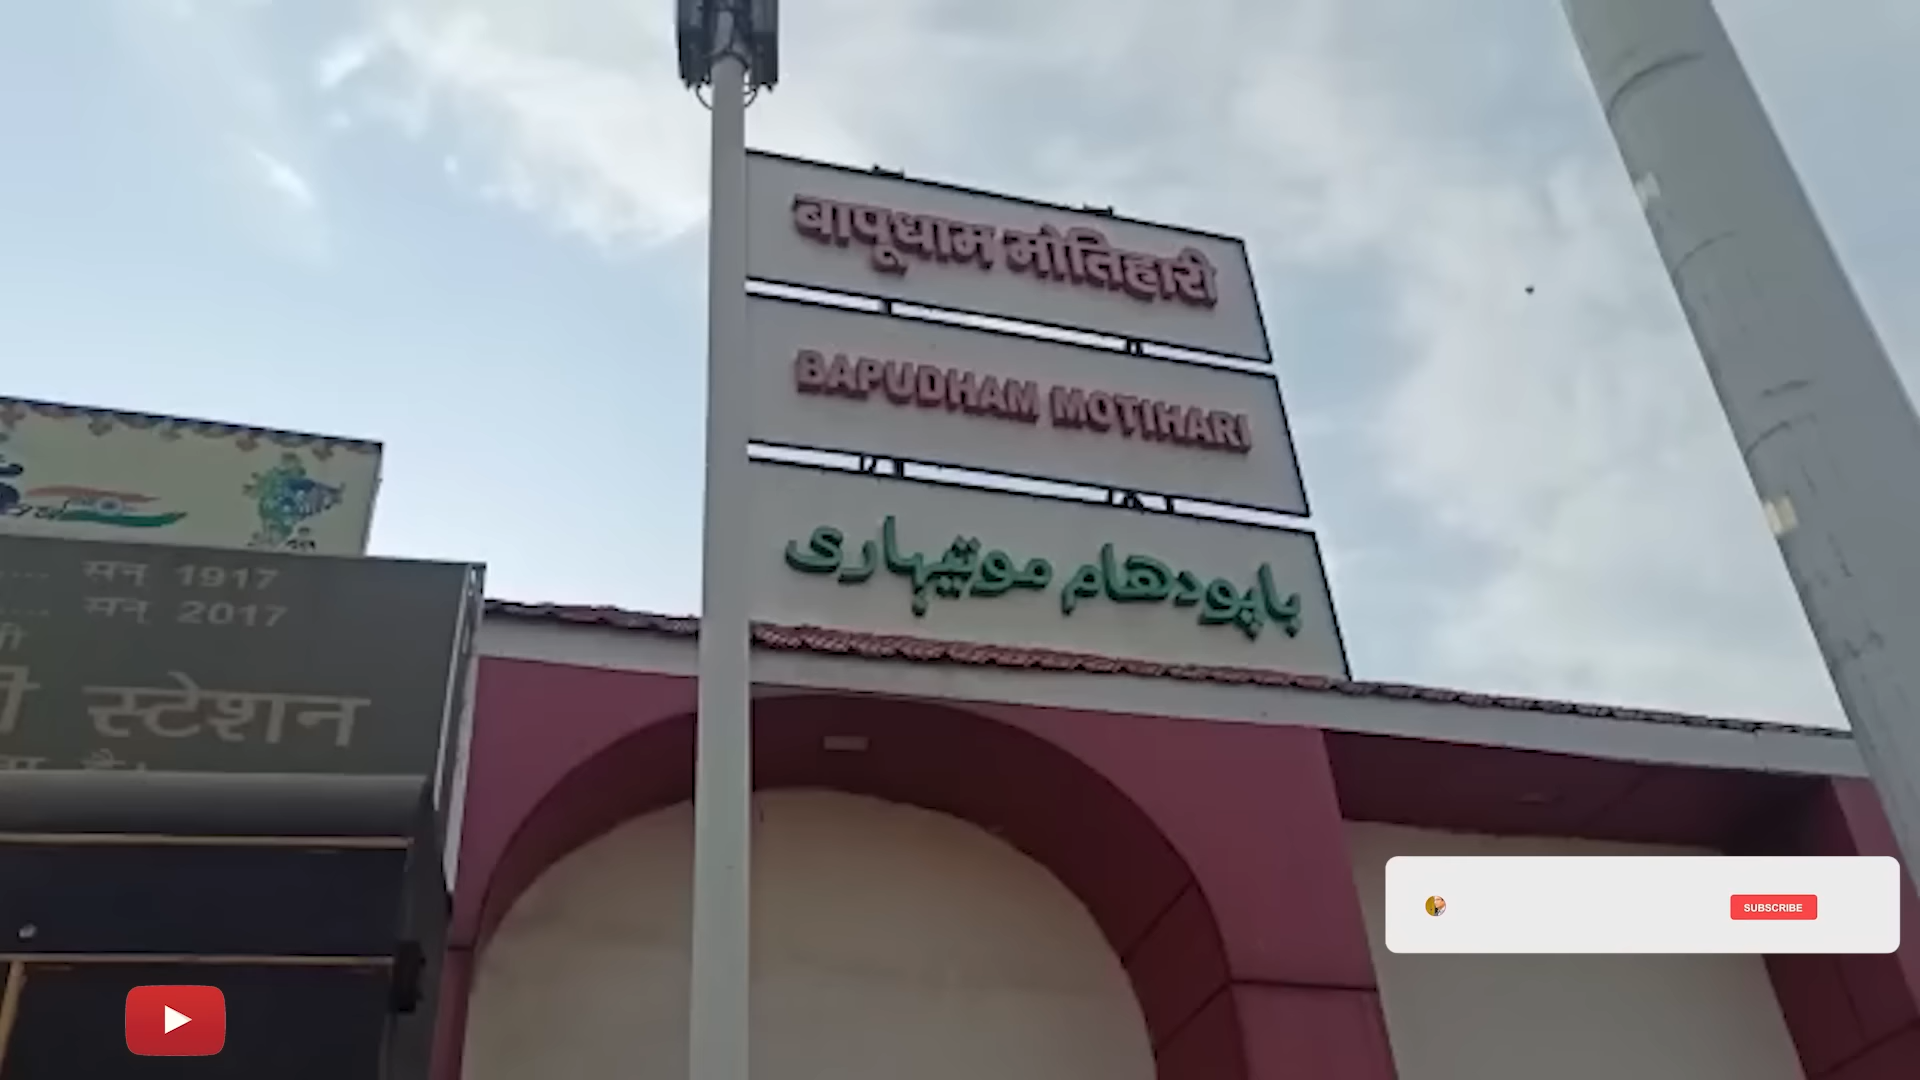 बापूधाम मोतिहारी
BAPUDHAM MOTIHARI
باپودھام موتیہاری
सन् 1917
सन् 2017
स्टेशन
है।
SUBSCRIBE